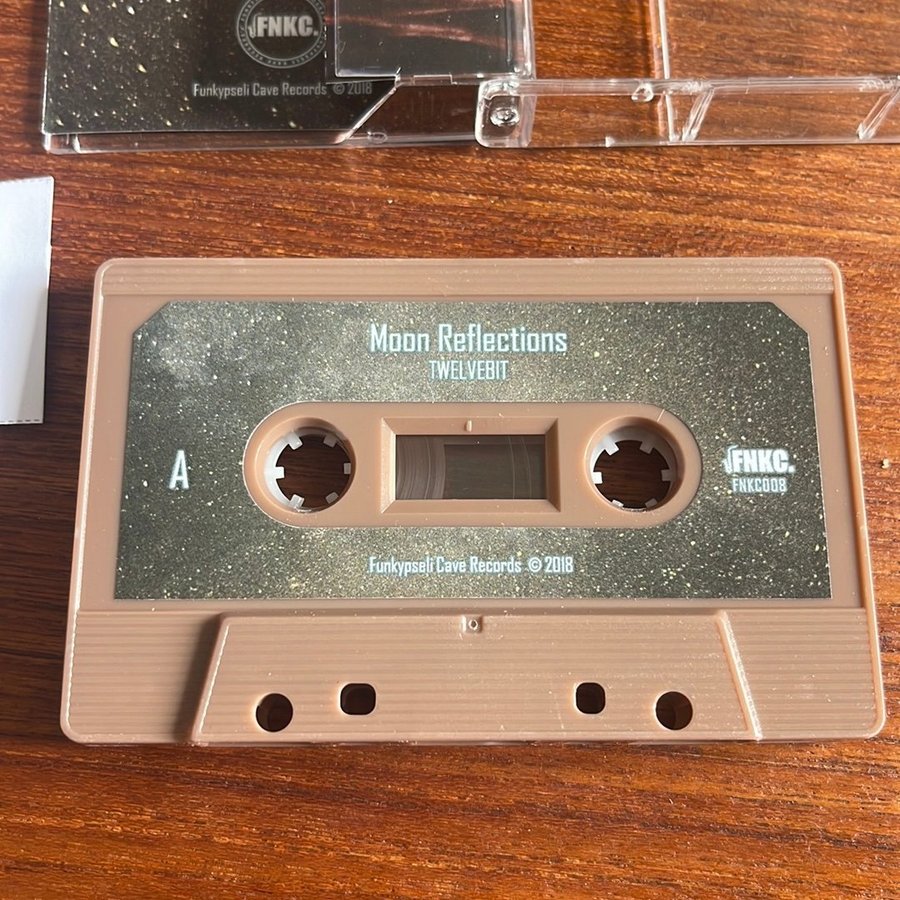 √FNKC.
Funkypseli Cave Records © 2018
Moon Reflections
TWELVEBIT
A
√FNKC.
FNKC008
Funkypseli Cave Records © 2018